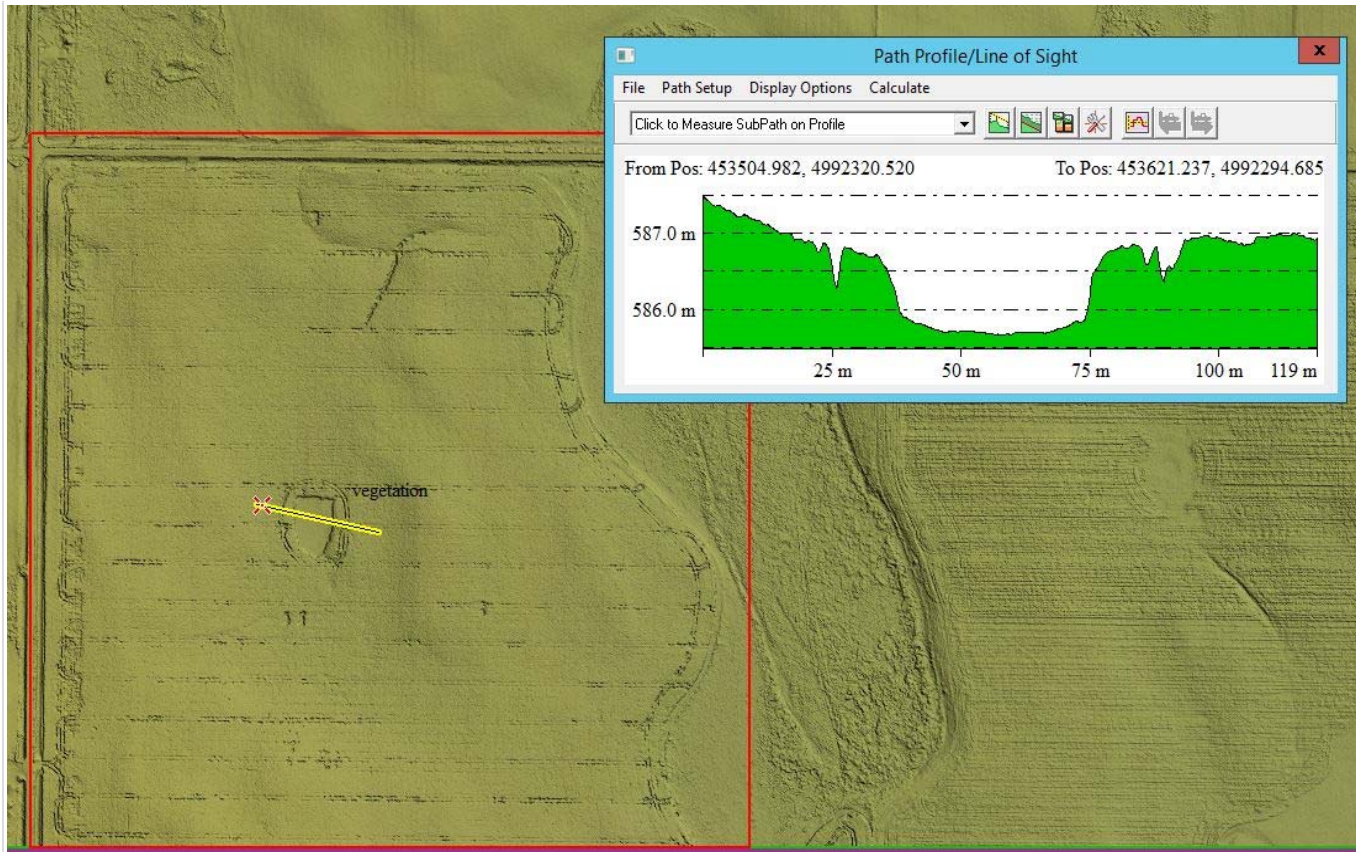 Path Profile/Line of Sight
x
File Path Setup Display Options Calculate
Click to Measure SubPath on Profile
From Pos: 453504.982, 4992320.520 To Pos: 453621.237, 4992294.685
587.0 m
586.0 m
25 m 50 m 75 m 100 m 119 m
vegetation